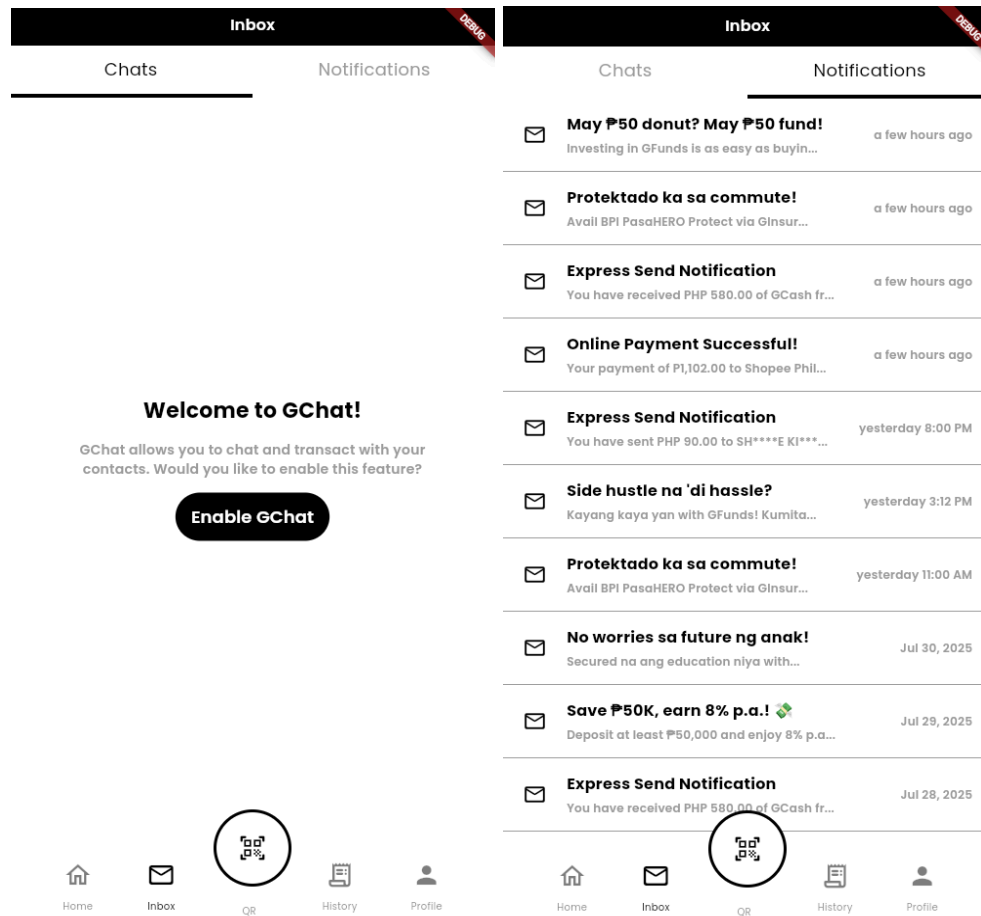 Inbox
DEBUG
Chats
Notifications
Welcome to GChat!
GChat allows you to chat and transact with your
contacts. Would you like to enable this feature?
Enable GChat
Home
Inbox
QR
History
Profile
Inbox
DEBUG
Chats
Notifications
May ₱50 donut? May ₱50 fund!
a few hours ago
Investing in GFunds is as easy as buyin...
Protektado ka sa commute!
a few hours ago
Avail BPI PasaHERO Protect via GInsur...
Express Send Notification
a few hours ago
You have received PHP 580.00 of GCash fr...
Online Payment Successful!
a few hours ago
Your payment of P1,102.00 to Shopee Phil...
Express Send Notification
yesterday 8:00 PM
You have sent PHP 90.00 to SH****E KI***...
Side hustle na 'di hassle?
yesterday 3:12 PM
Kayang kaya yan with GFunds! Kumita...
Protektado ka sa commute!
yesterday 11:00 AM
Avail BPI PasaHERO Protect via GInsur...
No worries sa future ng anak!
Jul 30, 2025
Secured na ang education niya with...
Save ₱50K, earn 8% p.a.! 💸
Jul 29, 2025
Deposit at least ₱50,000 and enjoy 8% p.a...
Express Send Notification
Jul 28, 2025
You have received PHP 580.00 of GCash fr...
Home
Inbox
QR
History
Profile